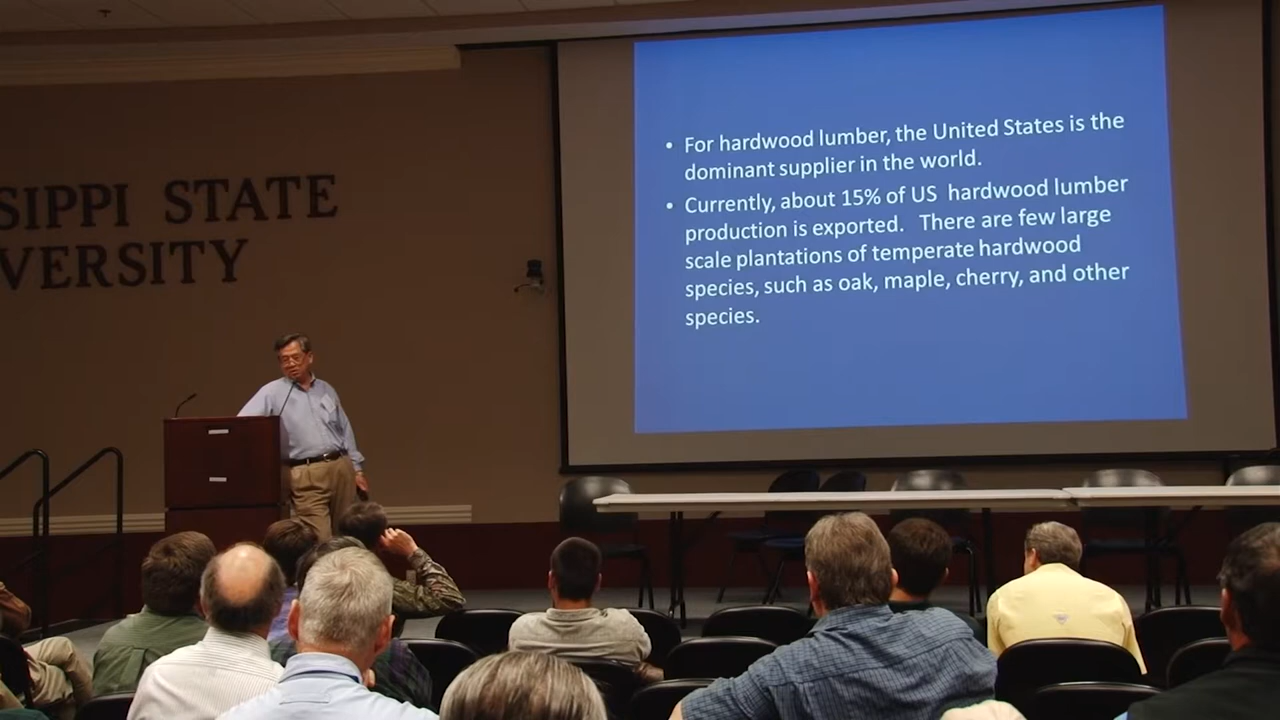 SIPPI STATE
VERSITY
• For hardwood lumber, the United States is the
dominant supplier in the world.
• Currently, about 15% of US hardwood lumber
production is exported. There are few large
scale plantations of temperate hardwood
species, such as oak, maple, cherry, and other
species.